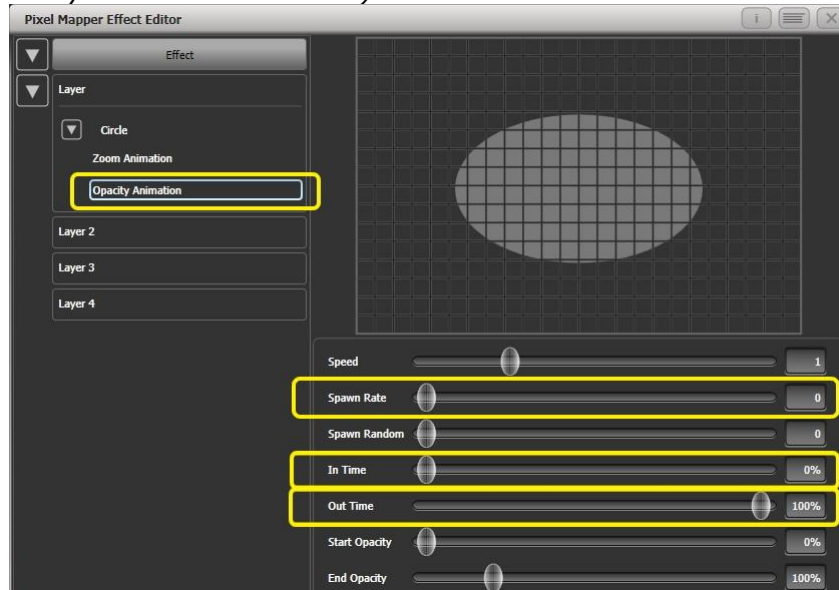 Pixel Mapper Effect Editor
i
X
Effect
Layer
Circle
Zoom Animation
Opacity Animation
Layer 2
Layer 3
Layer 4
Speed 1
Spawn Rate 0
Spawn Random 0
In Time 0%
Out Time 100%
Start Opacity 0%
End Opacity 100%